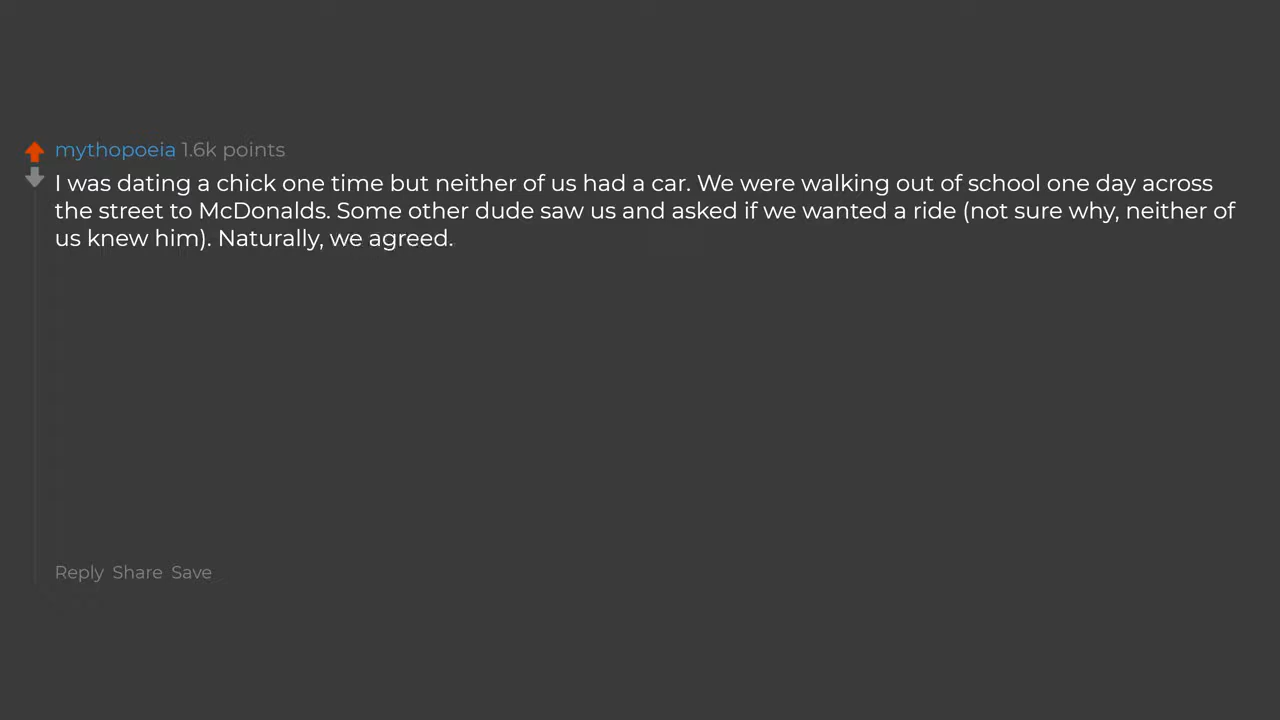 mythopoeia 1.6k points
I was dating a chick one time but neither of us had a car. We were walking out of school one day across
the street to McDonalds. Some other dude saw us and asked if we wanted a ride (not sure why, neither of
us knew him). Naturally, we agreed.
Reply Share Save